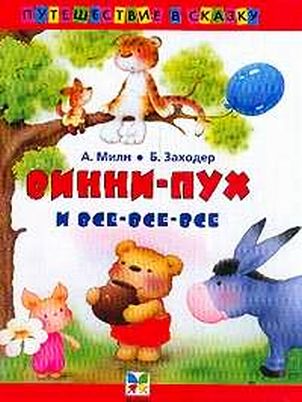 ПУТЕШЕСТВИЕ В СКАЗКУ
А. Милн • Б. Заходер
ВИННИ-ПУХ
И ВСЕ-ВСЕ-ВСЕ